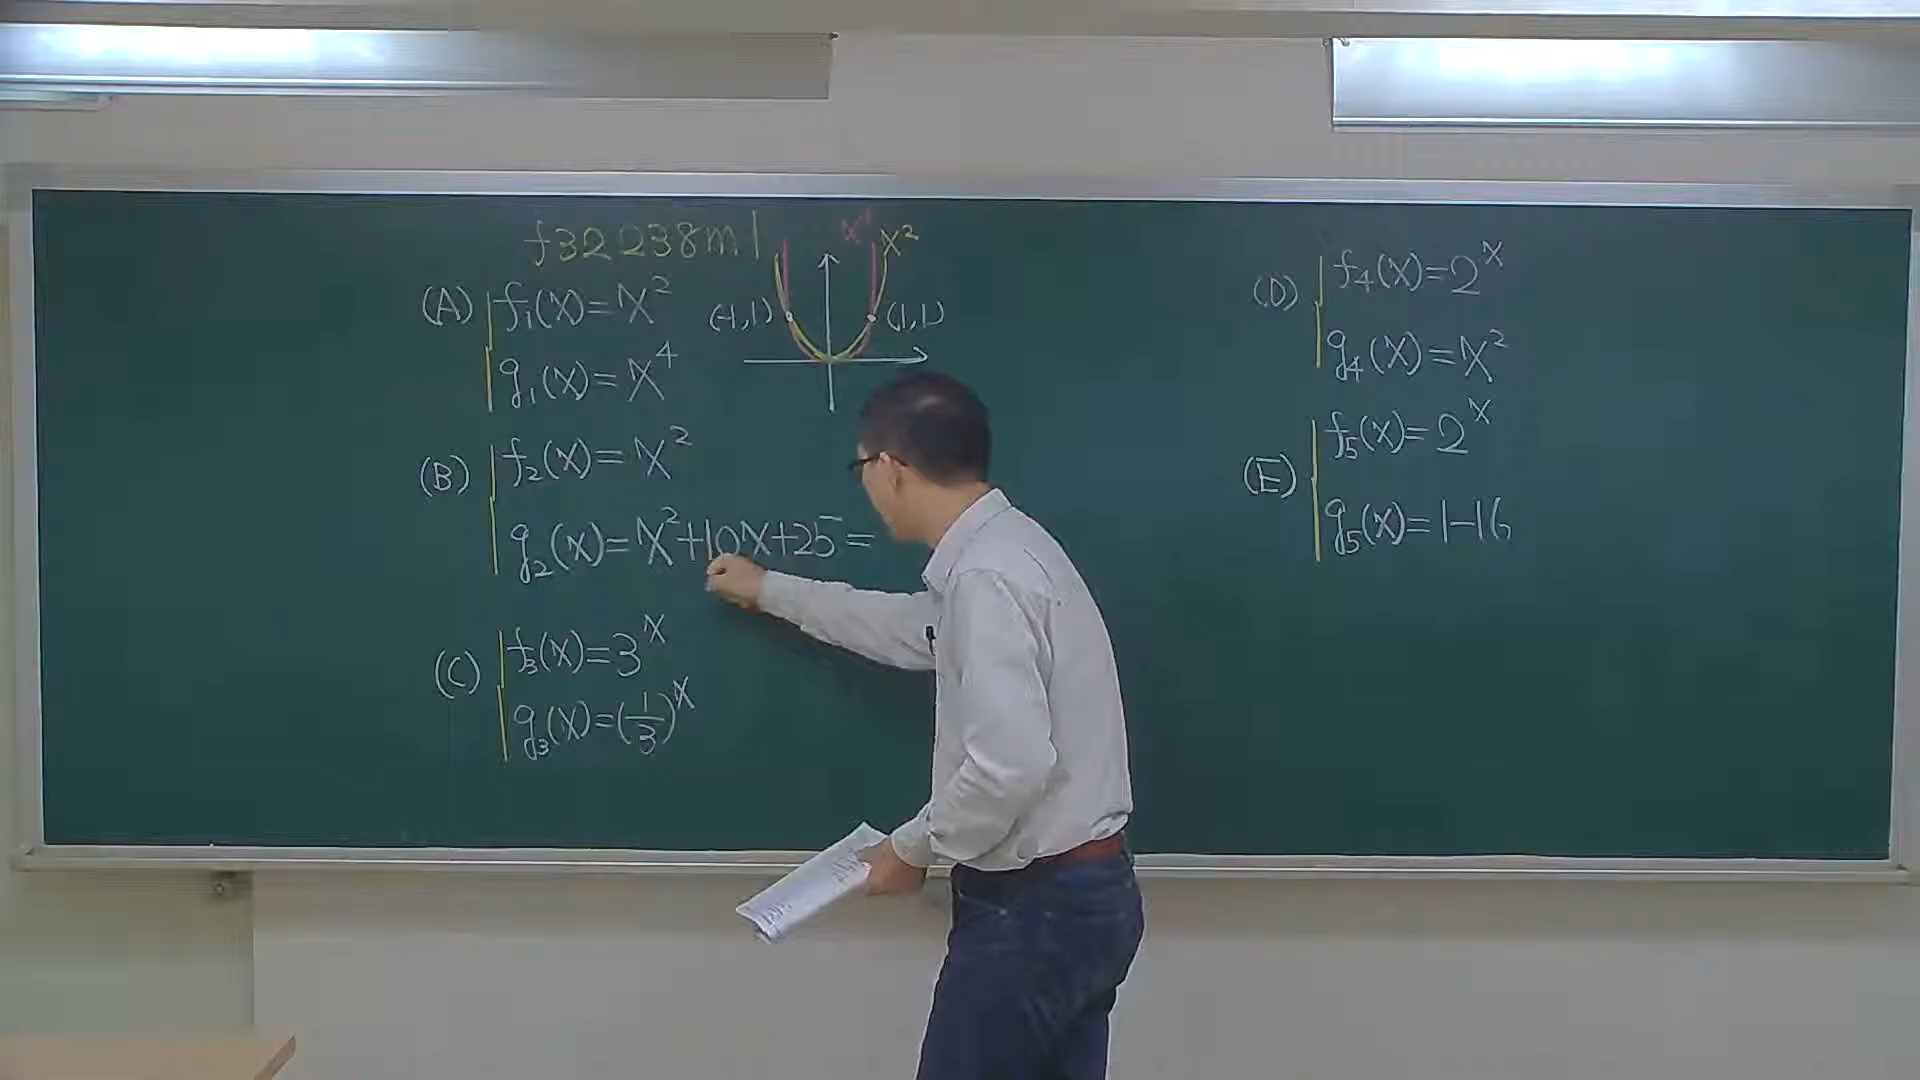 f32238m1
(A) f₁(x)=x²
g₁(x)=x⁴
x⁴ x²
(-1,1) (1,1)
(B) f₂(x)=x²
g₂(x)=x²+10x+25=
(C) f₃(x)=3ˣ
g₃(x)=(1/3)ˣ
(D) f₄(x)=2ˣ
g₄(x)=x²
(E) f₅(x)=2ˣ
g₅(x)=1-16